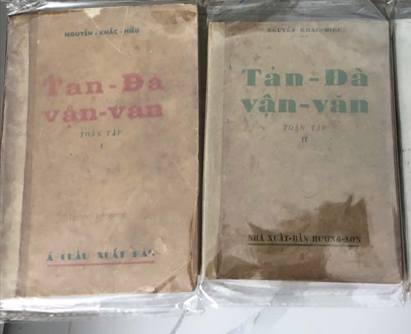 NGUYỄN-KHẮC-HIẾU
Tản-Đà
vận-văn
TOÀN TẬP
I
Á-CHÂU XUẤT BẢN
NGUYỄN-KHẮC-HIẾU
Tản-Đà
vận-văn
TOÀN TẬP
II
NHÀ XUẤT-BẢN HƯƠNG-SƠN